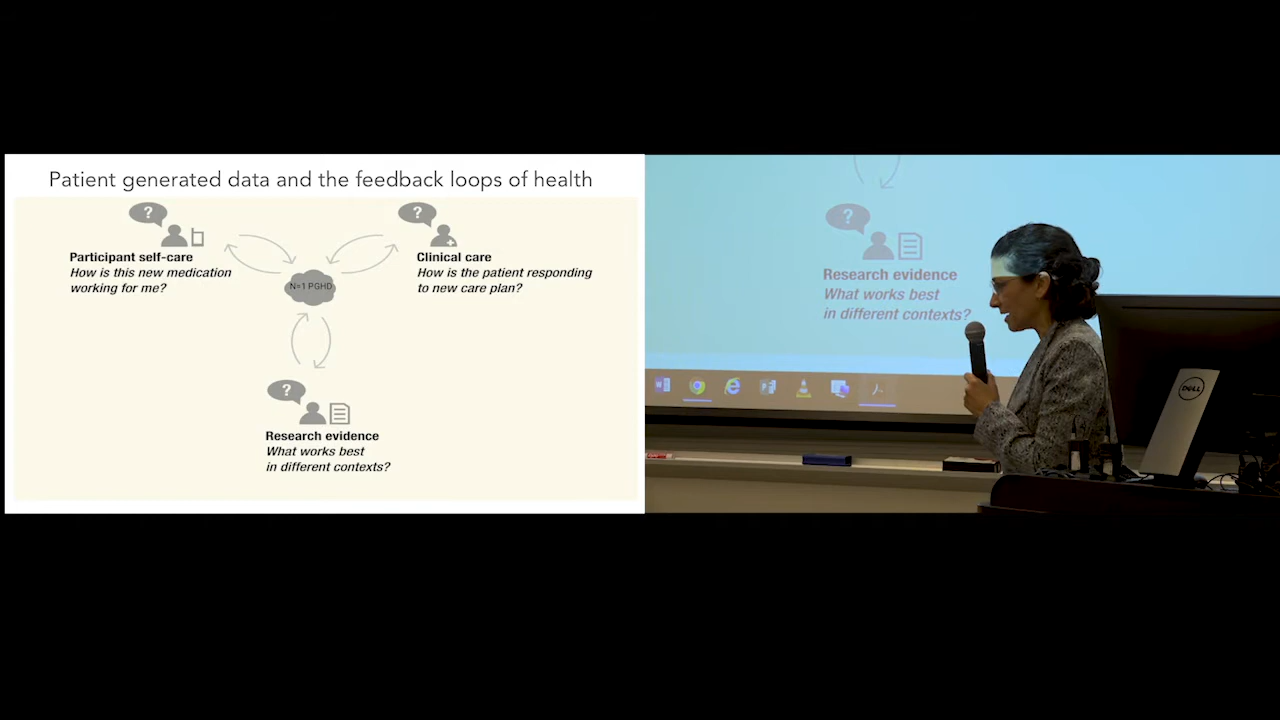 Patient generated data and the feedback loops of health
?
?
Participant self-care
How is this new medication
working for me?
Clinical care
How is the patient responding
to new care plan?
N=1 PGHD
?
Research evidence
What works best
in different contexts?
?
Research evidence
What works best
in different contexts?
DELL